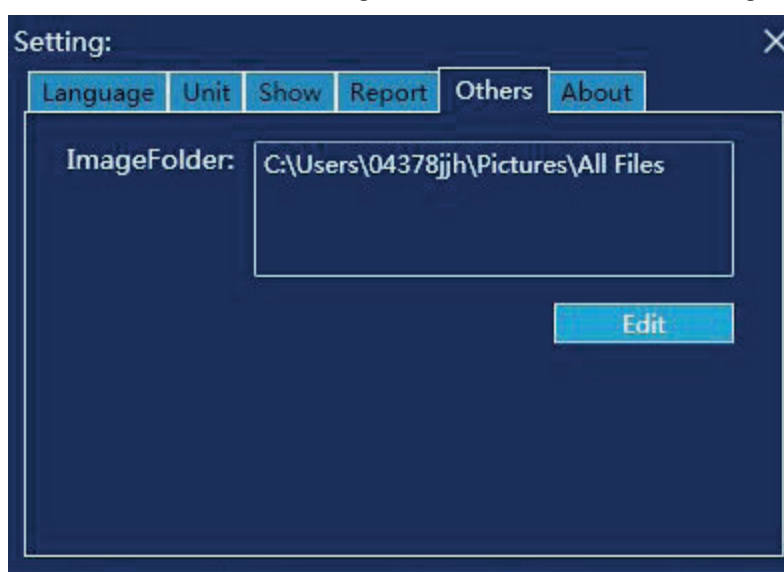 Setting:
Language Unit Show Report Others About
ImageFolder: C:\Users\04378jjh\Pictures\All Files
Edit